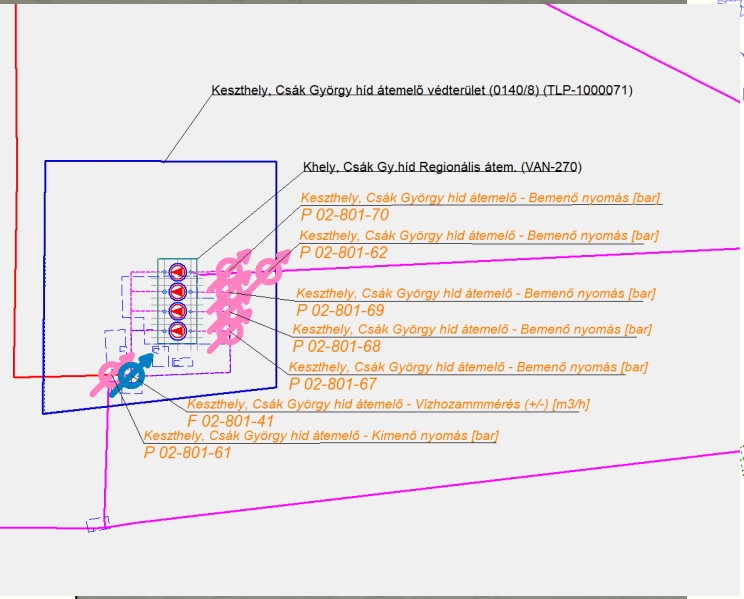 Keszthely, Csák György híd átemelő védterület (0140/8) (TLP-1000071)
Khely, Csák Gy.híd Regionális átem. (VAN-270)
Keszthely, Csák György híd átemelő - Bemenő nyomás [bar]
P 02-801-70
Keszthely, Csák György híd átemelő - Bemenő nyomás [bar]
P 02-801-62
Keszthely, Csák György híd átemelő - Bemenő nyomás [bar]
P 02-801-69
Keszthely, Csák György híd átemelő - Bemenő nyomás [bar]
P 02-801-68
Keszthely, Csák György híd átemelő - Bemenő nyomás [bar]
P 02-801-67
Keszthely, Csák György híd átemelő - Vízhozammmérés (+/-) [m3/h]
F 02-801-41
Keszthely, Csák György híd átemelő - Kimenő nyomás [bar]
P 02-801-61